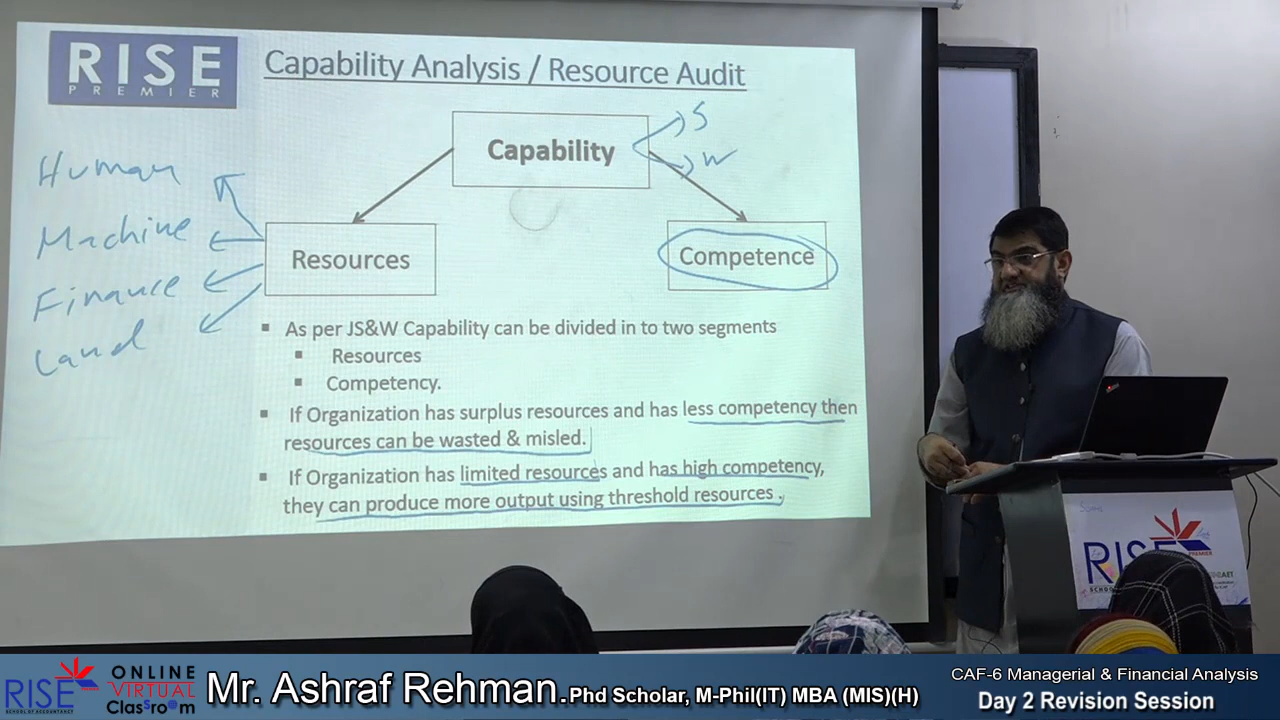 RISE
PREMIER
Capability Analysis / Resource Audit
Capability
S
W
Human
Machine
Finance
Land
Resources
Competence
▪ As per JS&W Capability can be divided in to two segments
▪ Resources
▪ Competency.
▪ If Organization has surplus resources and has less competency then
resources can be wasted & misled.
▪ If Organization has limited resources and has high competency,
they can produce more output using threshold resources .
RISE
PREMIER
RISE
SCHOOL OF ACCOUNTANCY
ONLINE
VIRTUAL
Classroom
Mr. Ashraf Rehman.Phd Scholar, M-Phil(IT) MBA (MIS)(H)
CAF-6 Managerial & Financial Analysis
Day 2 Revision Session